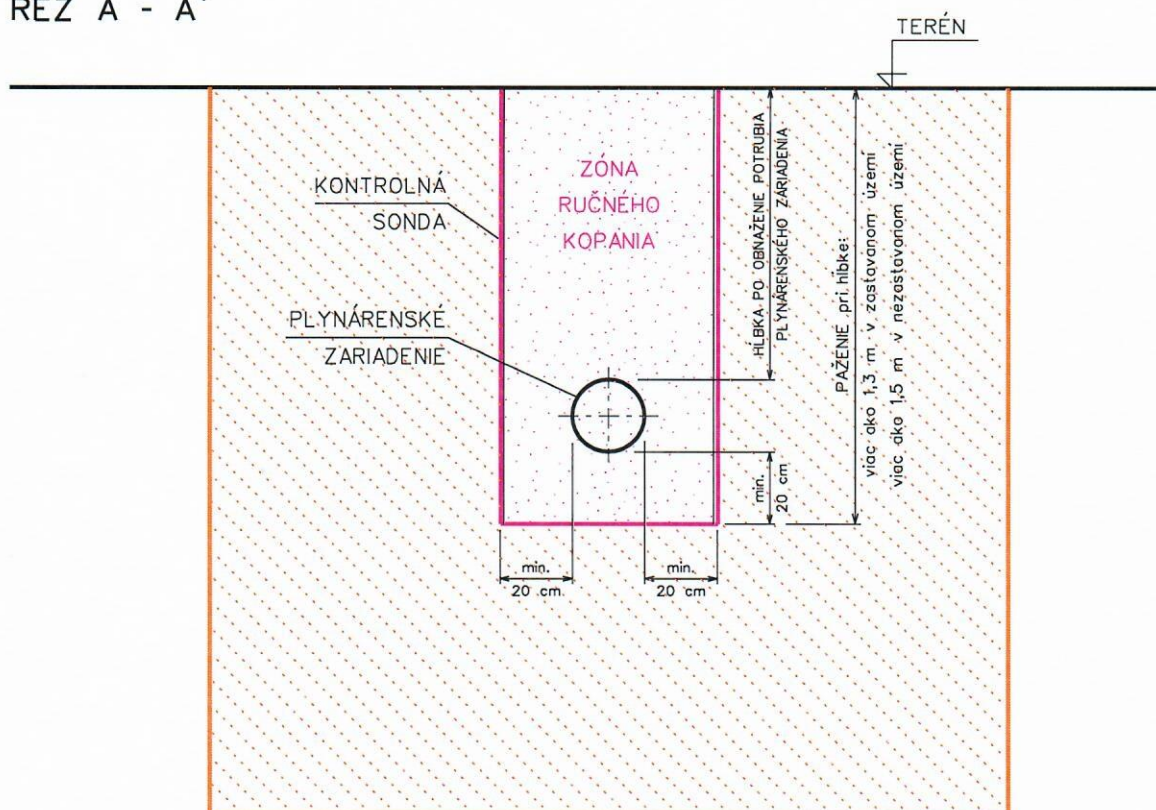 REZ A - A'
TERÉN
KONTROLNÁ
SONDA
ZÓNA
RUČNÉHO
KOPANIA
PLYNÁRENSKÉ
ZARIADENIE
HĹBKA PO OBNAŽENIE POTRUBIA
PLYNÁRENSKÉHO ZARIADENIA
PAŽENIE pri hĺbke:
viac ako 1,3 m v zastavanom území
viac ako 1,5 m v nezastavanom území
min.
20 cm
min.
20 cm
min.
20 cm